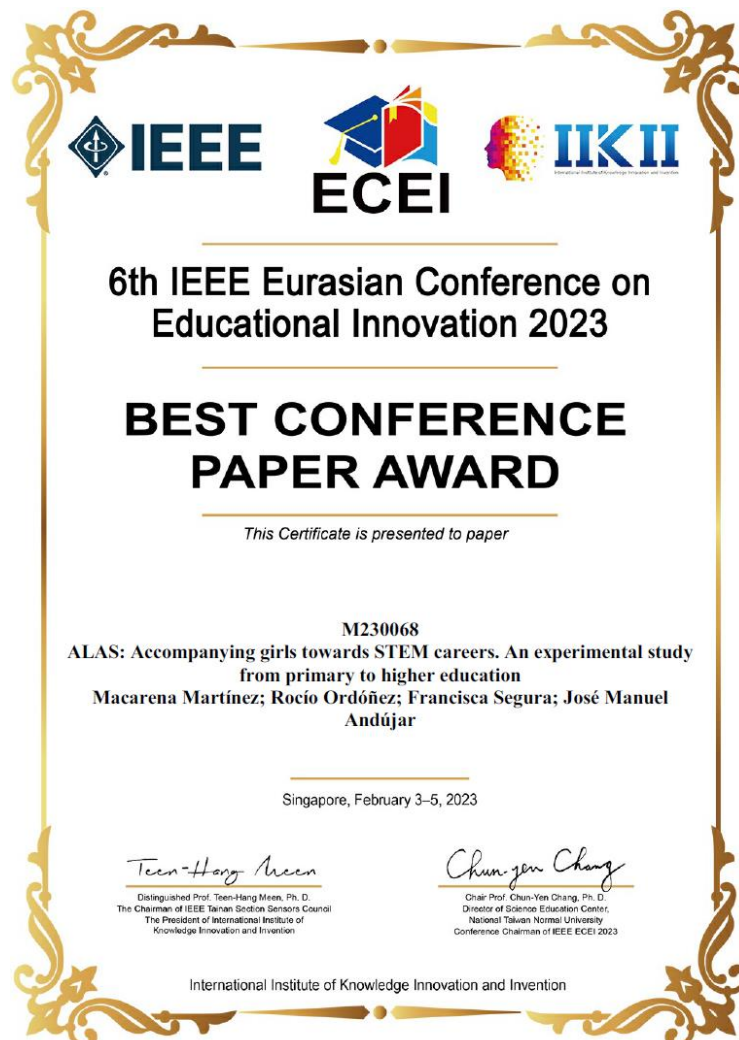 IEEE
ECEI
IIKII
International Institute of Knowledge Innovation and Invention
6th IEEE Eurasian Conference on
Educational Innovation 2023
BEST CONFERENCE
PAPER AWARD
This Certificate is presented to paper
M230068
ALAS: Accompanying girls towards STEM careers. An experimental study
from primary to higher education
Macarena Martínez; Rocío Ordóñez; Francisca Segura; José Manuel
Andújar
Singapore, February 3–5, 2023
Teen-Hang Meen
Distinguished Prof. Teen-Hang Meen, Ph. D.
The Chairman of IEEE Tainan Section Sensors Council
The President of International Institute of
Knowledge Innovation and Invention
Chun-yen Chang
Chair Prof. Chun-Yen Chang, Ph. D.
Director of Science Education Center,
National Taiwan Normal University
Conference Chairman of IEEE ECEI 2023
International Institute of Knowledge Innovation and Invention